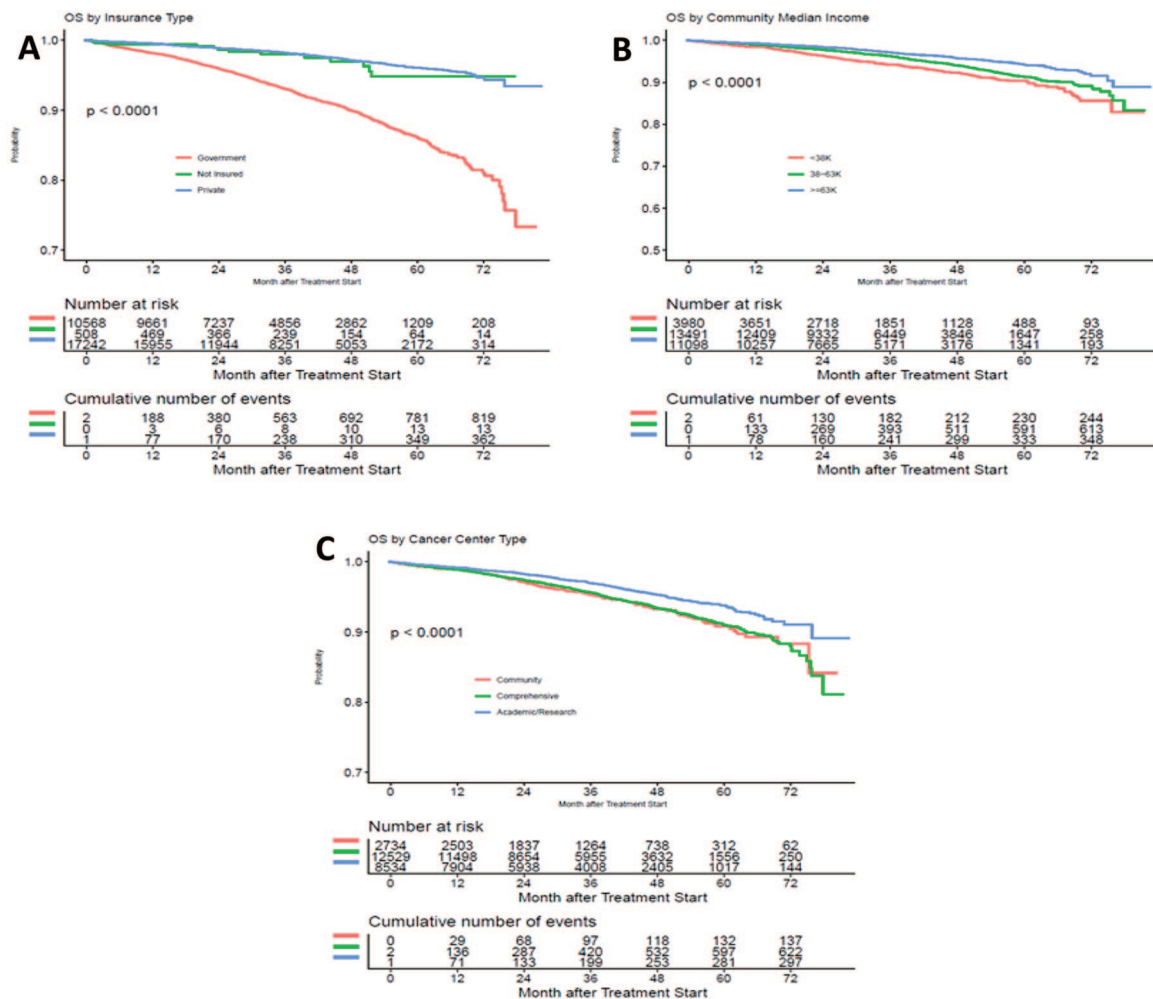 OS by Insurance Type
A
1.0
0.9
0.8
0.7
Probability
p < 0.0001
Government
Not Insured
Private
0 12 24 36 48 60 72
Month after Treatment Start
Number at risk
10568 9661 7237 4856 2862 1209 208
508 469 366 239 154 64 14
17242 15955 11944 8251 5053 2172 314
0 12 24 36 48 60 72
Month after Treatment Start
Cumulative number of events
2 188 380 563 692 781 819
0 3 6 8 10 13 13
1 77 170 238 310 349 362
0 12 24 36 48 60 72
Month after Treatment Start
OS by Community Median Income
B
1.0
0.9
0.8
0.7
0.6
0.5
Probability
p < 0.0001
<38K
38-63K
>=63K
0 12 24 36 48 60 72
Month after Treatment Start
Number at risk
3980 3651 2718 1851 1128 488 93
13491 12409 9332 6449 3846 1647 258
11098 10257 7665 5171 3176 1341 193
0 12 24 36 48 60 72
Month after Treatment Start
Cumulative number of events
2 61 130 182 212 230 244
0 133 269 393 511 591 613
1 78 160 241 299 333 348
0 12 24 36 48 60 72
Month after Treatment Start
OS by Cancer Center Type
C
1.0
0.9
0.8
0.7
Probability
p < 0.0001
Community
Comprehensive
Academic/Research
0 12 24 36 48 60 72
Month after Treatment Start
Number at risk
2734 2503 1837 1264 738 312 62
12529 11498 8654 5955 3632 1556 250
8534 7904 5938 4008 2405 1017 144
0 12 24 36 48 60 72
Month after Treatment Start
Cumulative number of events
0 29 68 97 118 132 137
2 136 287 420 532 597 622
1 71 133 199 253 281 297
0 12 24 36 48 60 72
Month after Treatment Start